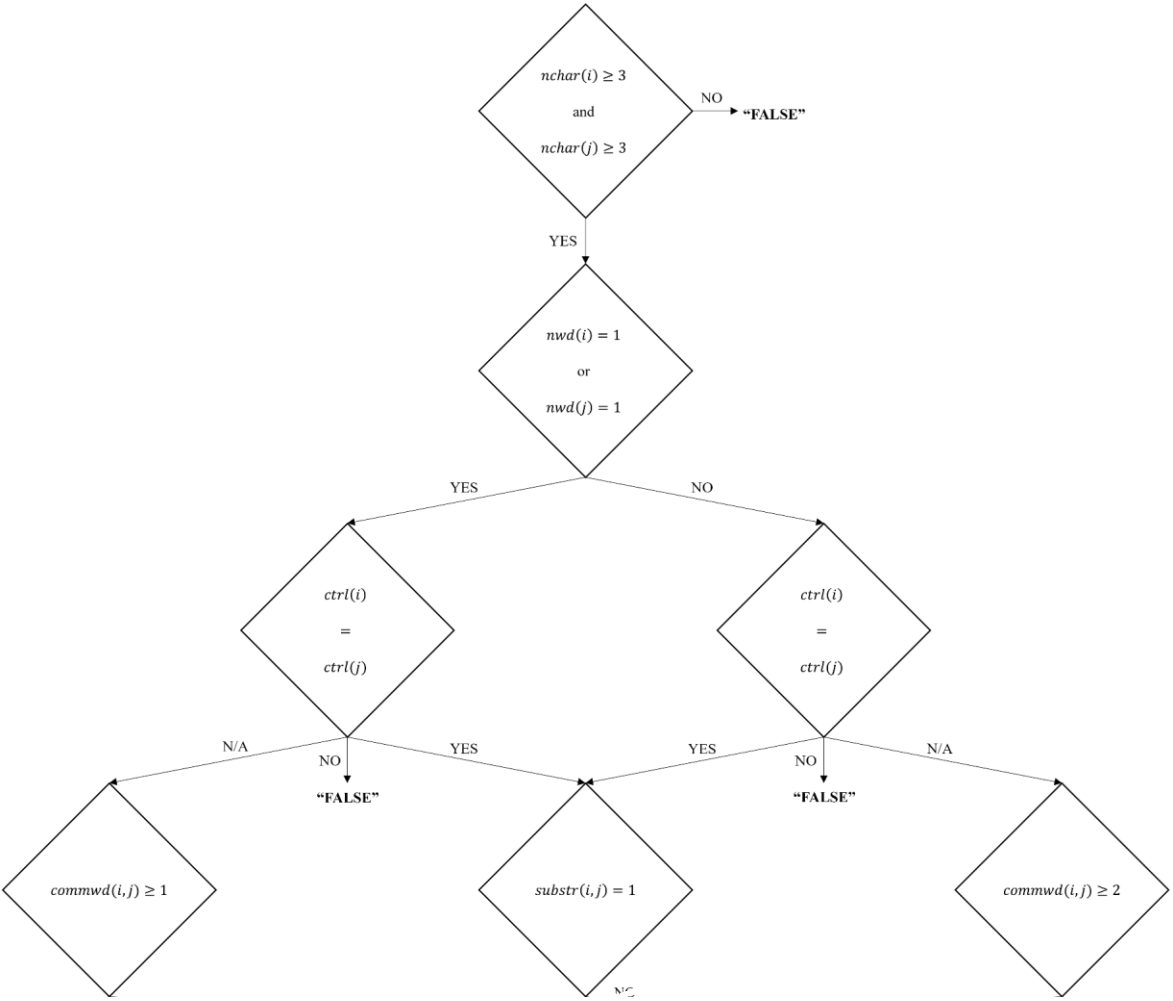 nchar(i) ≥ 3
and
nchar(j) ≥ 3
NO
“FALSE”
YES
nwd(i) = 1
or
nwd(j) = 1
YES
NO
ctrl(i)
=
ctrl(j)
ctrl(i)
=
ctrl(j)
N/A
NO
YES
YES
NO
N/A
“FALSE”
“FALSE”
commwd(i,j) ≥ 1
substr(i,j) = 1
commwd(i,j) ≥ 2